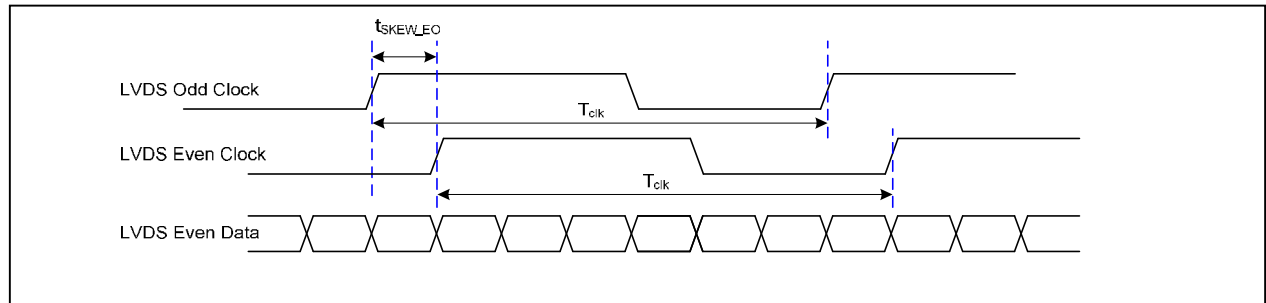 tSKEW_EO
LVDS Odd Clock
Tclk
LVDS Even Clock
Tclk
LVDS Even Data